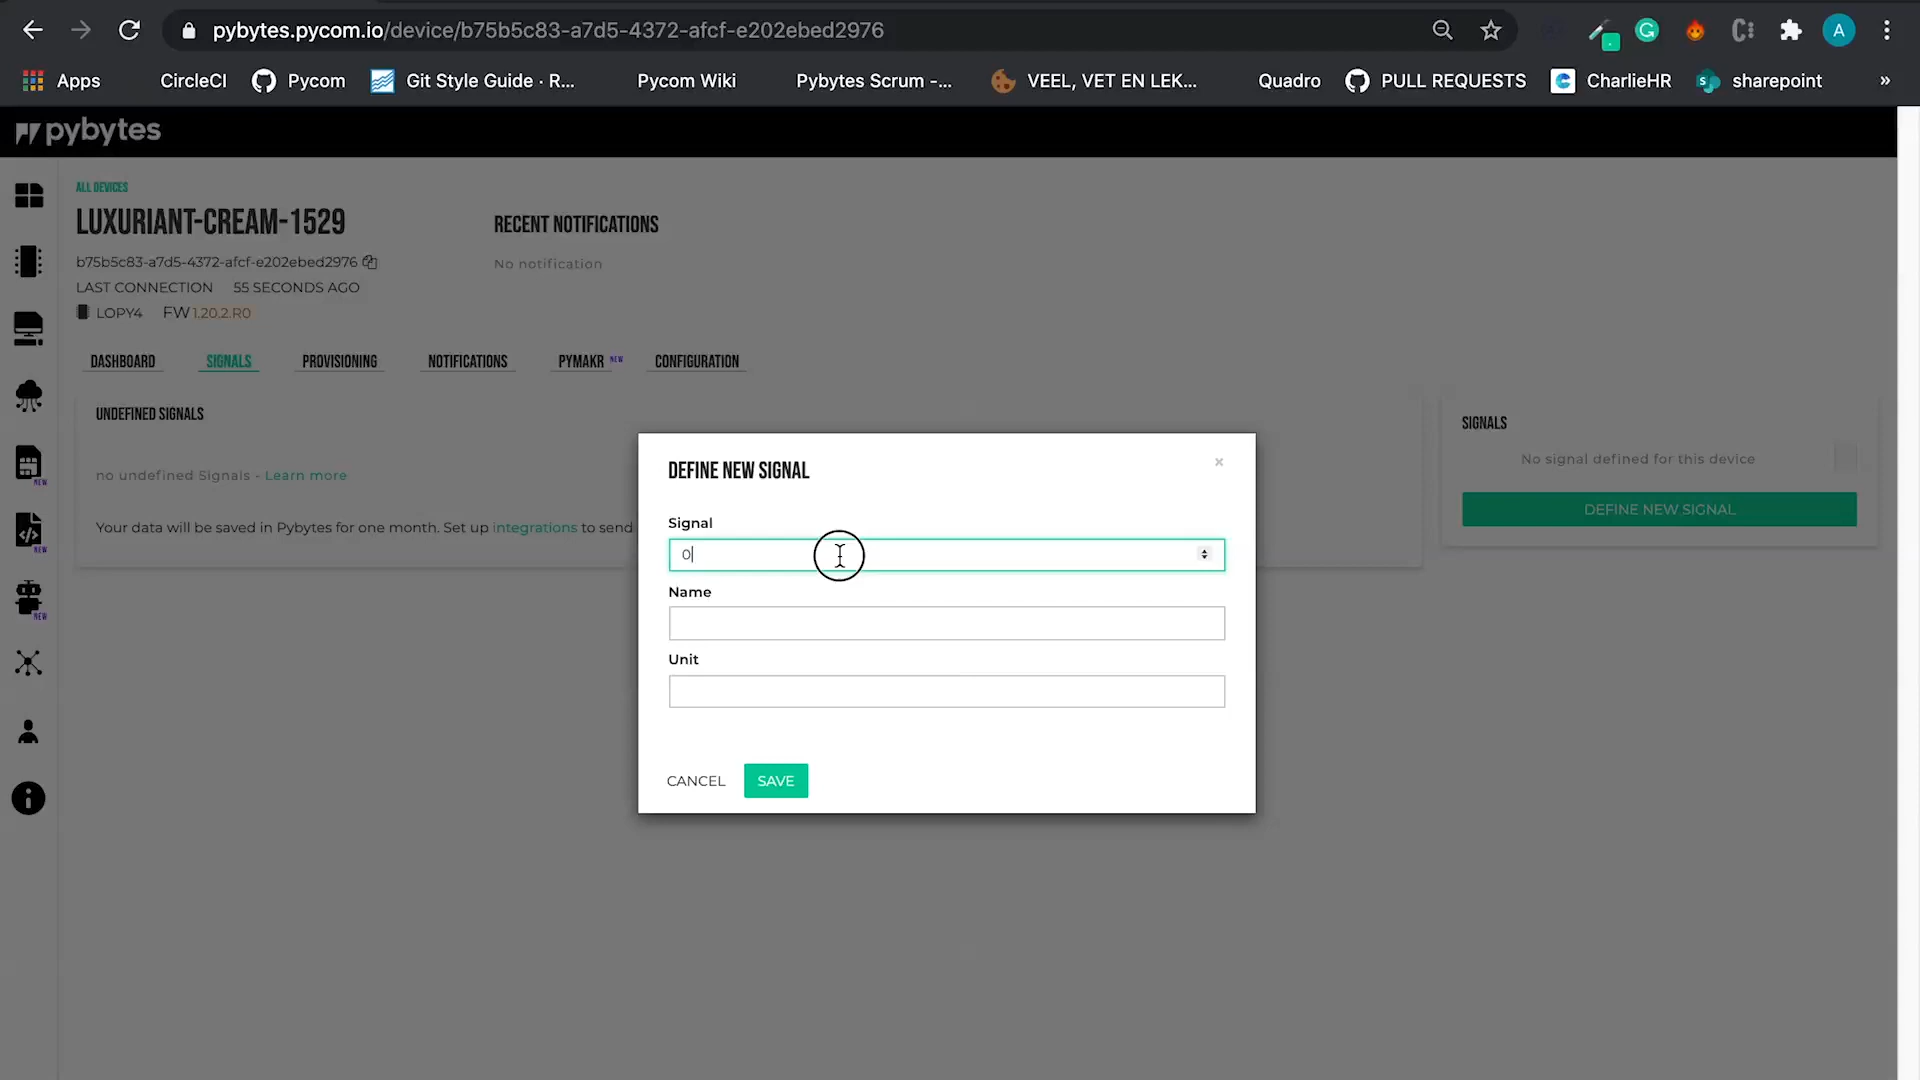 pybytes.pycom.io/device/b75b5c83-a7d5-4372-afcf-e202ebed2976
A
Apps CircleCI Pycom Git Style Guide · R... Pycom Wiki Pybytes Scrum -... VEEL, VET EN LEK... Quadro PULL REQUESTS CharlieHR sharepoint »
pybytes
ALL DEVICES
LUXURIANT-CREAM-1529
b75b5c83-a7d5-4372-afcf-e202ebed2976
LAST CONNECTION 55 SECONDS AGO
LOPY4 FW 1.20.2.R0
RECENT NOTIFICATIONS
No notification
DASHBOARD SIGNALS PROVISIONING NOTIFICATIONS PYMAKR NEW CONFIGURATION
UNDEFINED SIGNALS
no undefined Signals - Learn more
Your data will be saved in Pybytes for one month. Set up integrations to send
SIGNALS
No signal defined for this device
DEFINE NEW SIGNAL
DEFINE NEW SIGNAL
×
Signal
0
Name
Unit
CANCEL SAVE
NEW
NEW
NEW